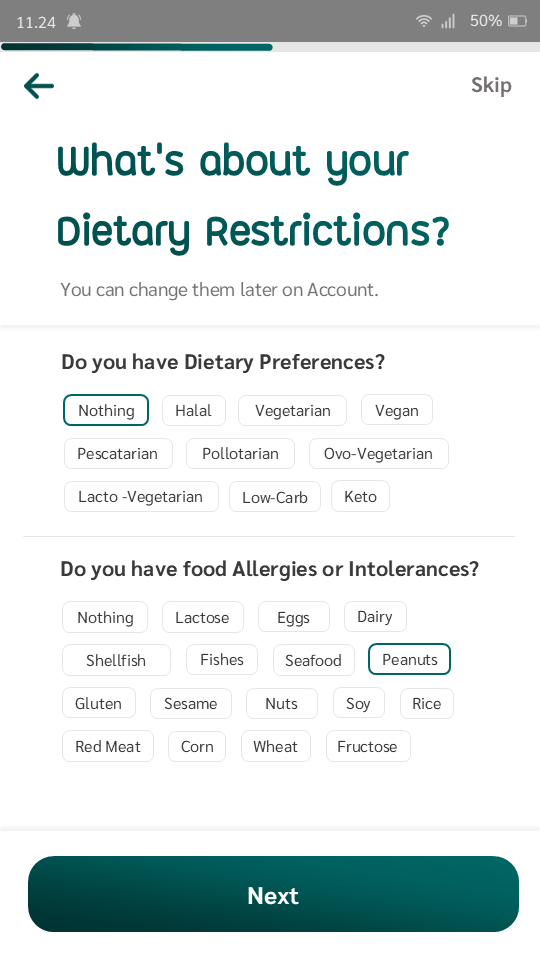 11.24 50%
Skip
What's about your
Dietary Restrictions?
You can change them later on Account.
Do you have Dietary Preferences?
Nothing Halal Vegetarian Vegan
Pescatarian Pollotarian Ovo-Vegetarian
Lacto -Vegetarian Low-Carb Keto
Do you have food Allergies or Intolerances?
Nothing Lactose Eggs Dairy
Shellfish Fishes Seafood Peanuts
Gluten Sesame Nuts Soy Rice
Red Meat Corn Wheat Fructose
Next